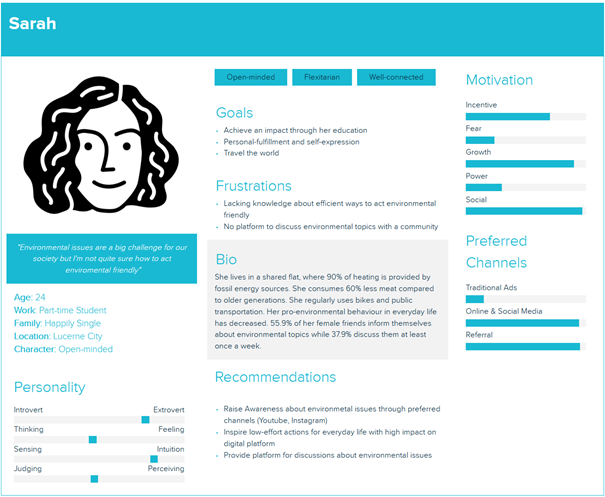 Sarah
"Environmental issues are a big challenge for our
society but I'm not quite sure how to act
enviromental friendly"
Age: 24
Work: Part-time Student
Family: Happily Single
Location: Lucerne City
Character: Open-minded
Personality
Introvert Extrovert
Thinking Feeling
Sensing Intuition
Judging Perceiving
Open-minded Flexitarian Well-connected
Goals
• Achieve an impact through her education
• Personal-fulfillment and self-expression
• Travel the world
Frustrations
• Lacking knowledge about efficient ways to act environmental
friendly
• No platform to discuss environmental topics with a community
Bio
She lives in a shared flat, where 90% of heating is provided by
fossil energy sources. She consumes 60% less meat compared
to older generations. She regularly uses bikes and public
transportation. Her pro-environmental behaviour in everyday life
has decreased. 55.9% of her female friends inform themselves
about environmental topics while 37.9% discuss them at least
once a week.
Recommendations
• Raise Awareness about environmetal issues through preferred
channels (Youtube, Instagram)
• Inspire low-effort actions for everyday life with high impact on
digital platform
• Provide platform for discussions about environmental issues
Motivation
Incentive
Fear
Growth
Power
Social
Preferred
Channels
Traditional Ads
Online & Social Media
Referral